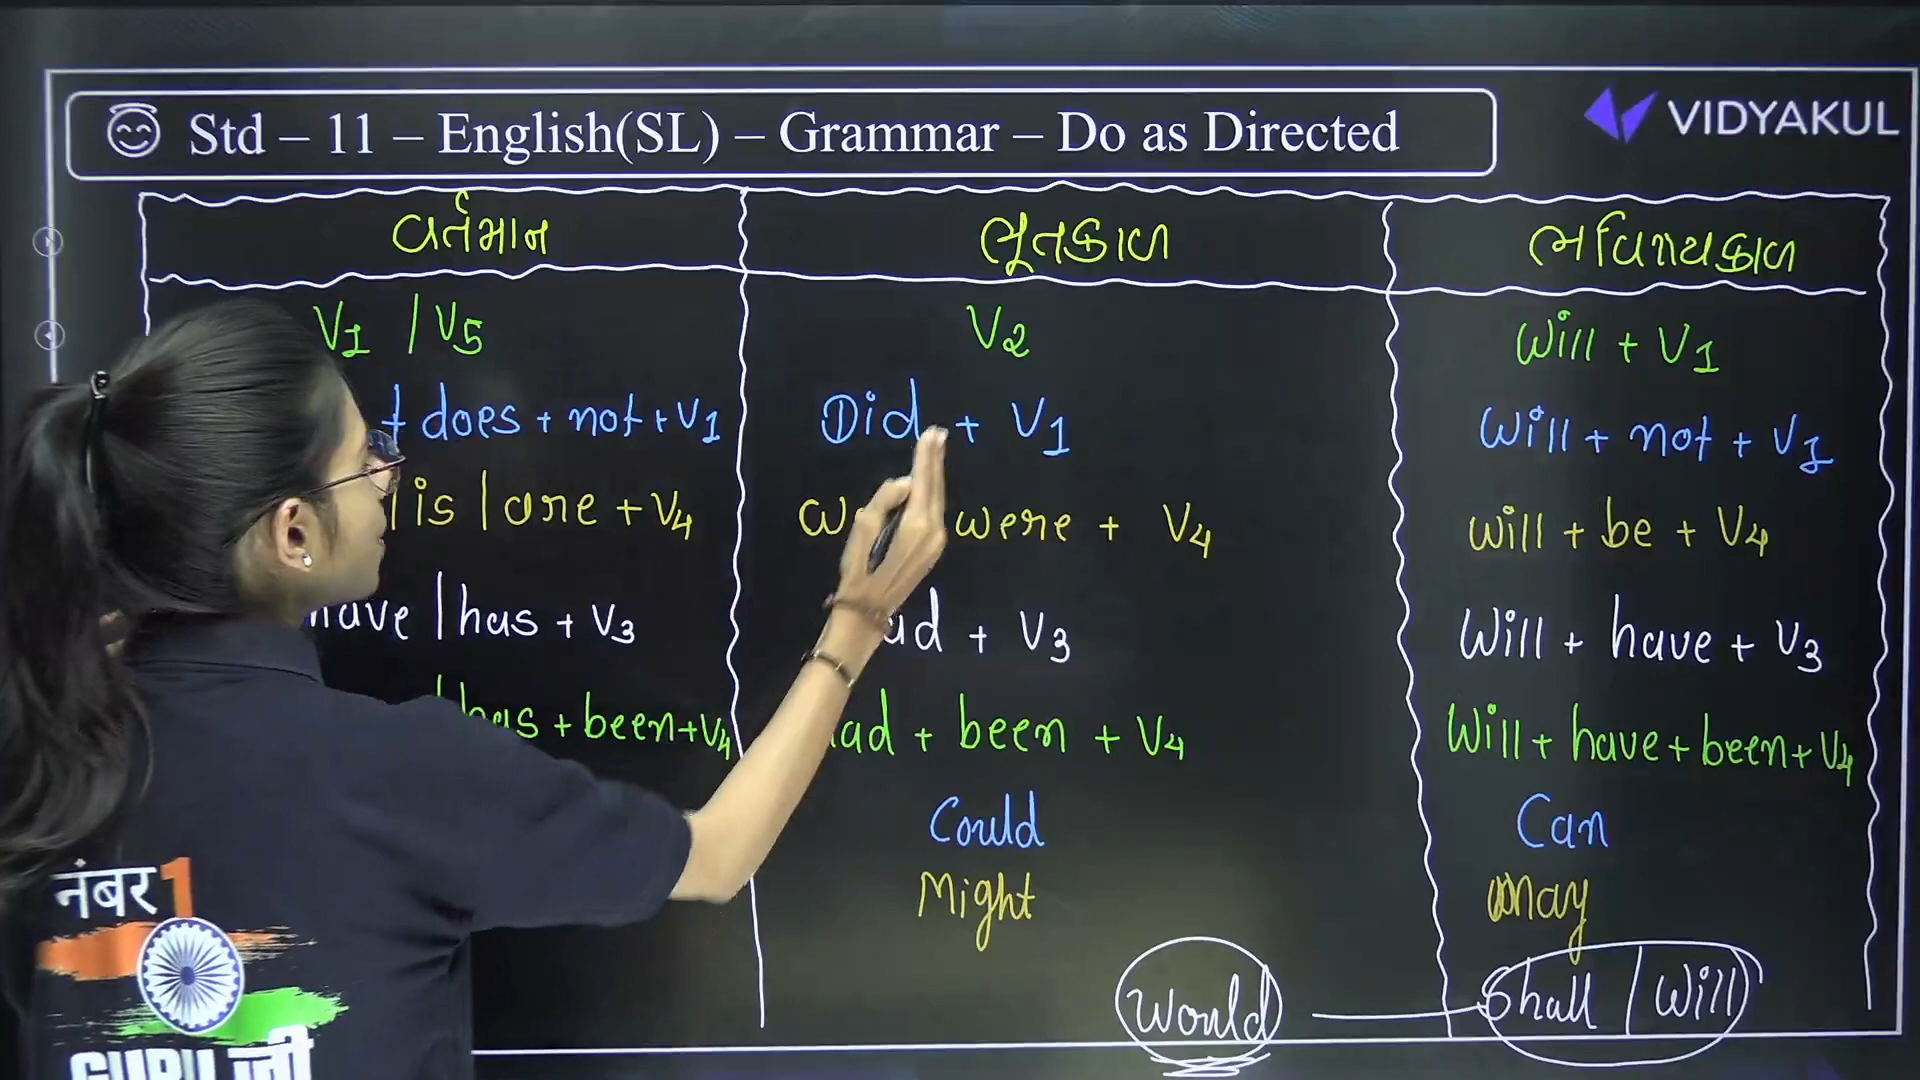 Std – 11 – English(SL) – Grammar – Do as Directed
VIDYAKUL
વર્તમાન ભૂતકાળ ભવિષ્યકાળ
V1 / V5 V2 Will + V1
does + not + V1 Did + V1 Will + not + V1
| is | are + V4 were + V4 will + be + V4
have | has + V3 + V3 Will + have + V3
has + been + V4 + been + V4 Will + have + been + V4
Could Can
Might may
Would Shall / Will
नंबर 1
GURU जी